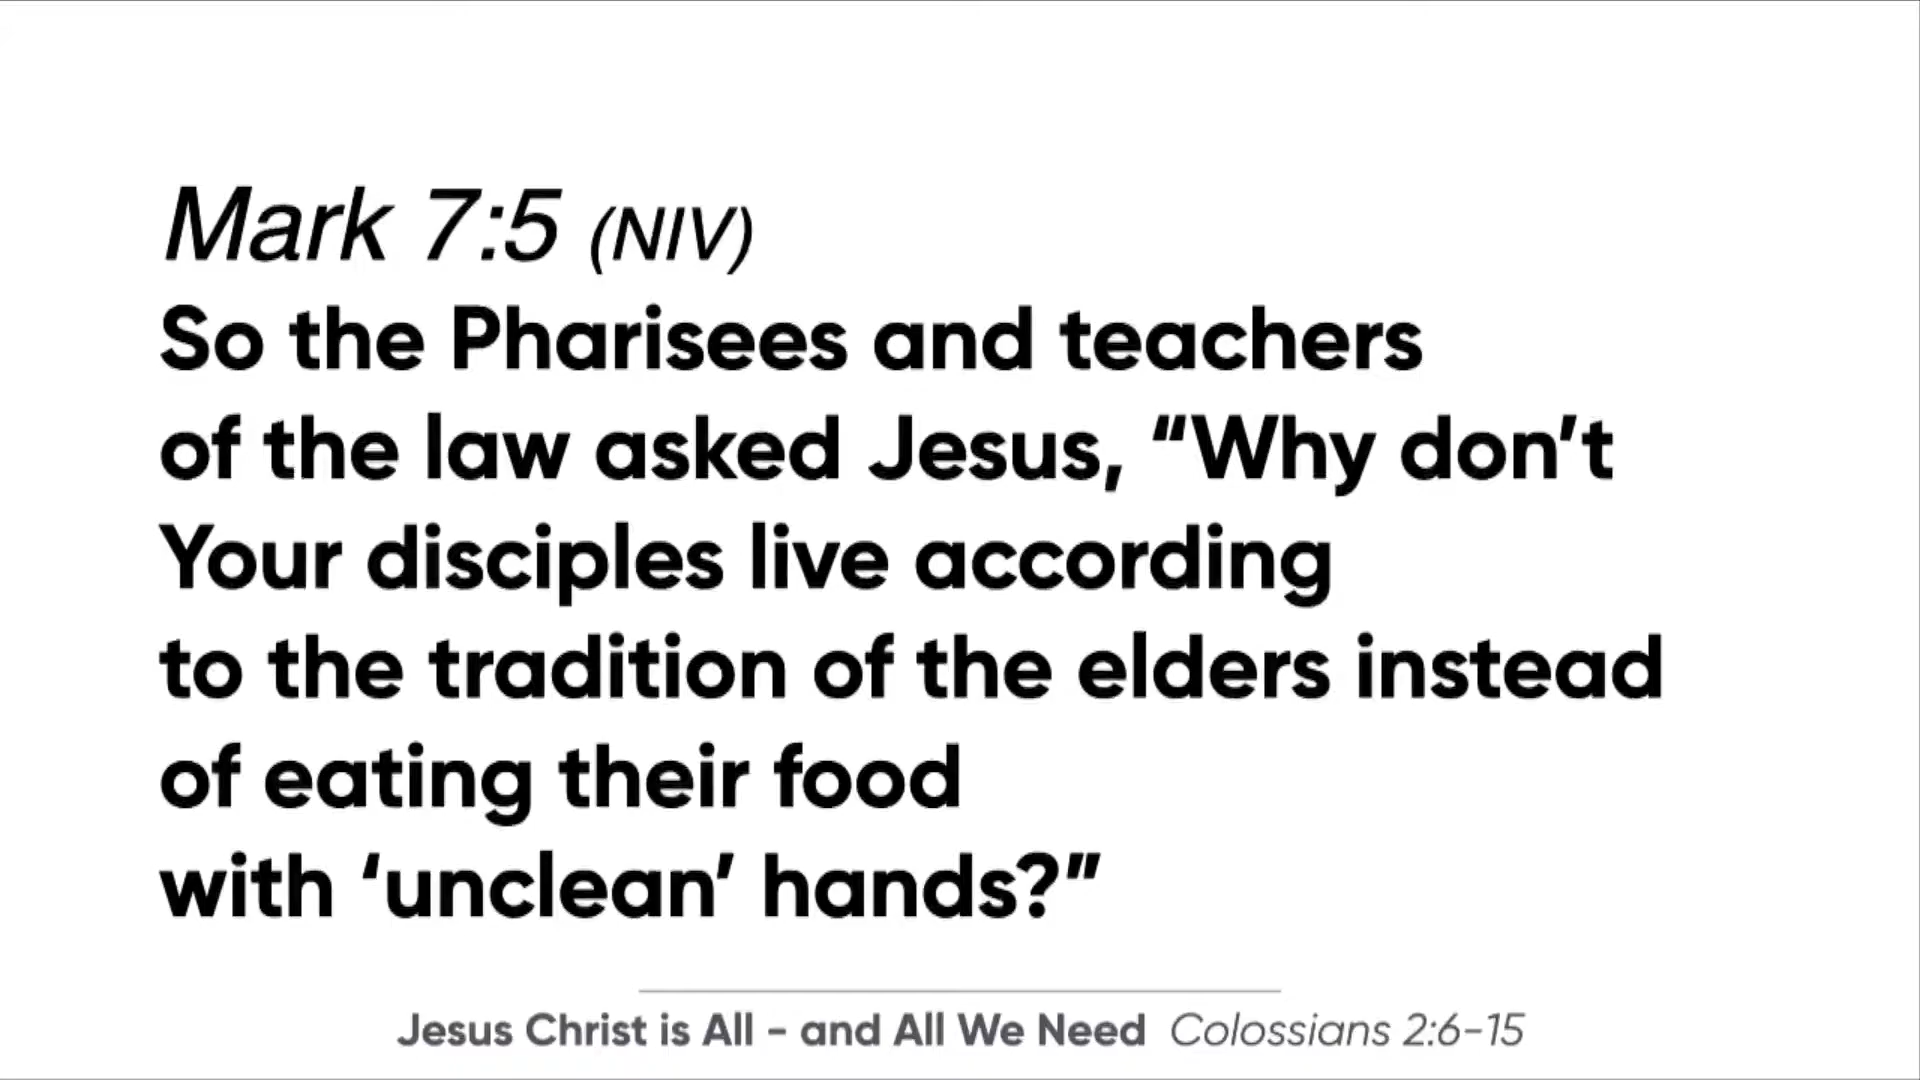 Mark 7:5 (NIV)
So the Pharisees and teachers
of the law asked Jesus, “Why don’t
Your disciples live according
to the tradition of the elders instead
of eating their food
with ‘unclean’ hands?”
Jesus Christ is All – and All We Need Colossians 2:6–15